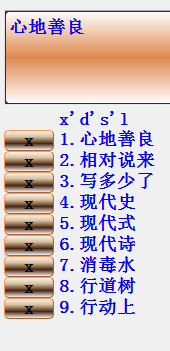 心地善良
x'd's'l
x 1.心地善良
x 2.相对说来
x 3.写多少了
x 4.现代史
x 5.现代式
x 6.现代诗
x 7.消毒水
x 8.行道树
x 9.行动上